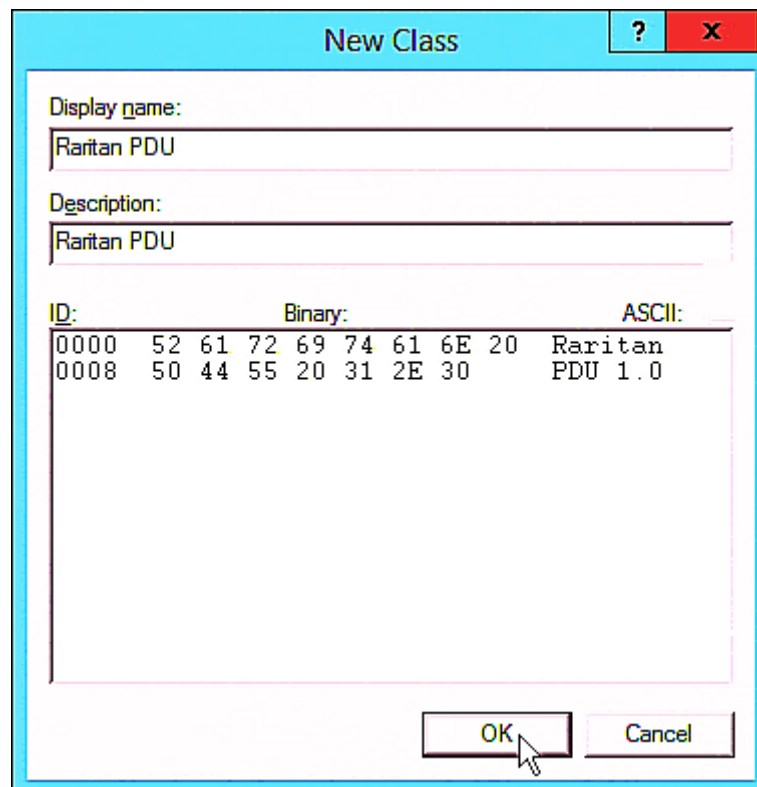 New Class
?
x
Display name:
Raritan PDU
Description:
Raritan PDU
ID: Binary: ASCII:
0000 52 61 72 69 74 61 6E 20 Raritan
0008 50 44 55 20 31 2E 30 PDU 1.0
OK
Cancel